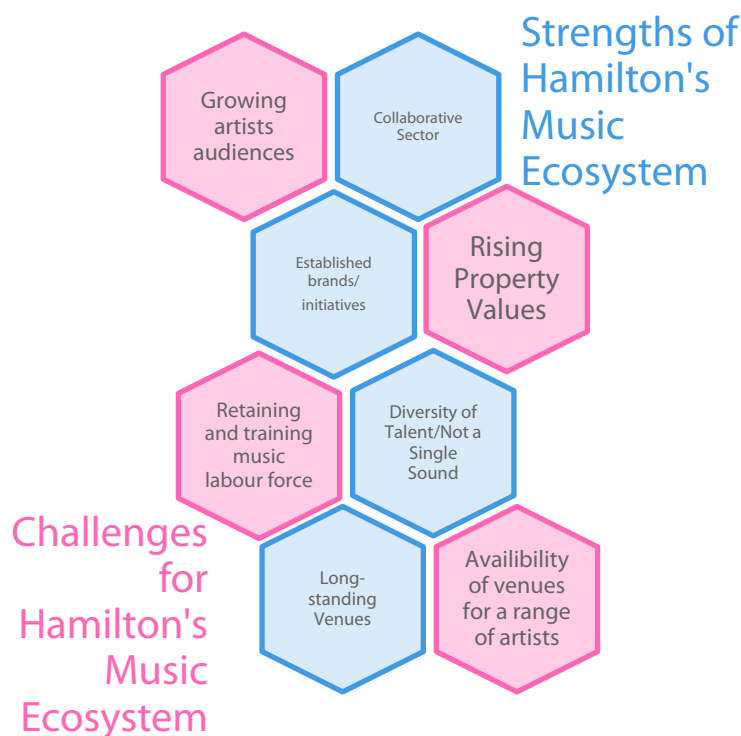 Strengths of
Hamilton's
Music
Ecosystem
Growing
artists
audiences
Collaborative
Sector
Established
brands/
initiatives
Rising
Property
Values
Retaining
and training
music
labour force
Diversity of
Talent/Not a
Single
Sound
Challenges
for
Hamilton's
Music
Ecosystem
Long-
standing
Venues
Availibility
of venues
for a range
of artists